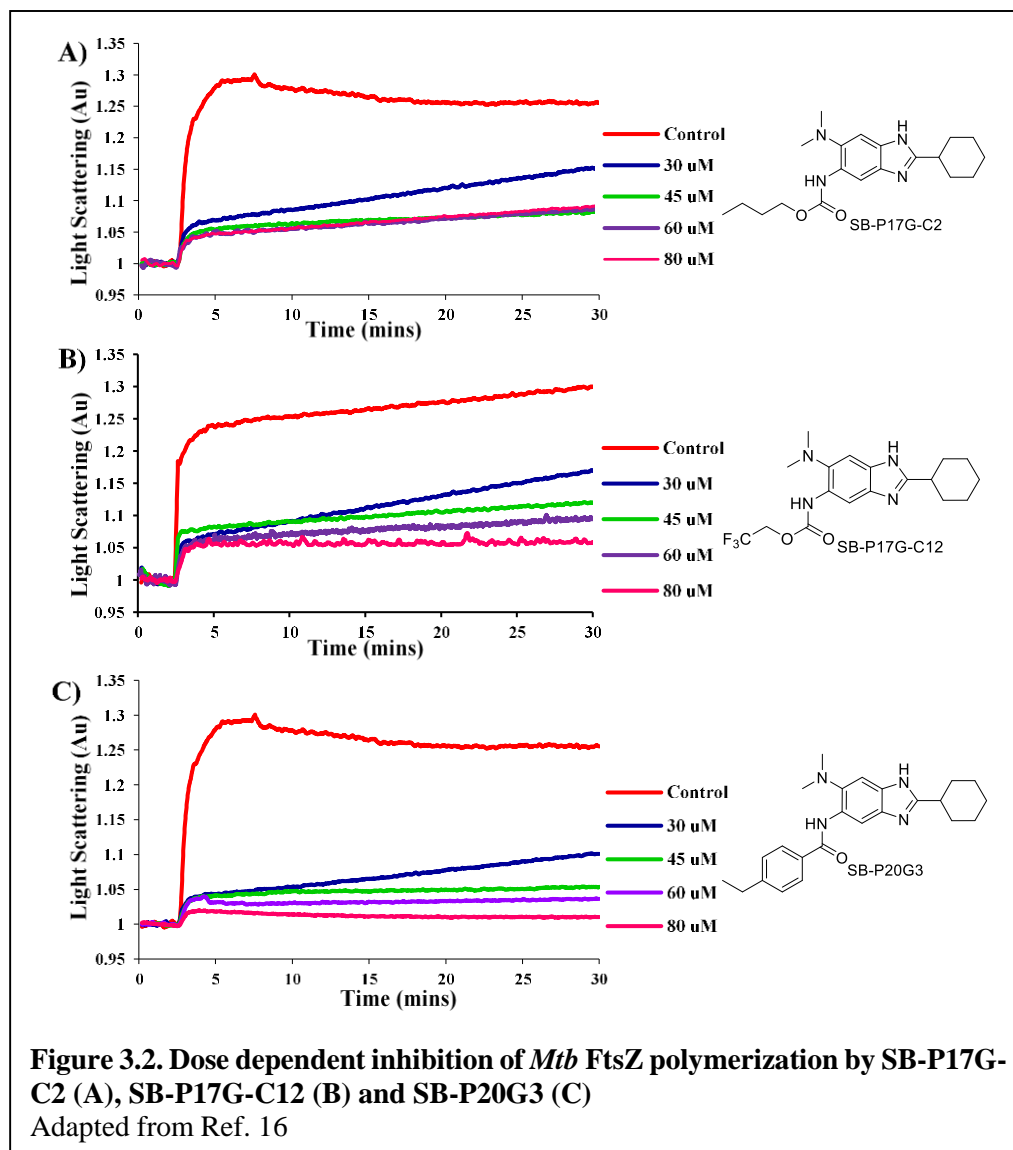 A)
1.35
1.3
1.25
1.2
1.15
1.1
1.05
1
0.95
Light Scattering (Au)
0 5 10 15 20 25 30
Time (mins)
Control
30 uM
45 uM
60 uM
80 uM
N
H
N
N
HN
O
O
SB-P17G-C2
B)
1.35
1.3
1.25
1.2
1.15
1.1
1.05
1
0.95
Light Scattering (Au)
0 5 10 15 20 25 30
Time (mins)
Control
30 uM
45 uM
60 uM
80 uM
N
H
N
N
HN
F3C
O
O
SB-P17G-C12
C)
1.35
1.3
1.25
1.2
1.15
1.1
1.05
1
0.95
Light Scattering (Au)
0 5 10 15 20 25 30
Time (mins)
Control
30 uM
45 uM
60 uM
80 uM
N
H
N
N
HN
O
SB-P20G3
Figure 3.2. Dose dependent inhibition of Mtb FtsZ polymerization by SB-P17G-
C2 (A), SB-P17G-C12 (B) and SB-P20G3 (C)
Adapted from Ref. 16